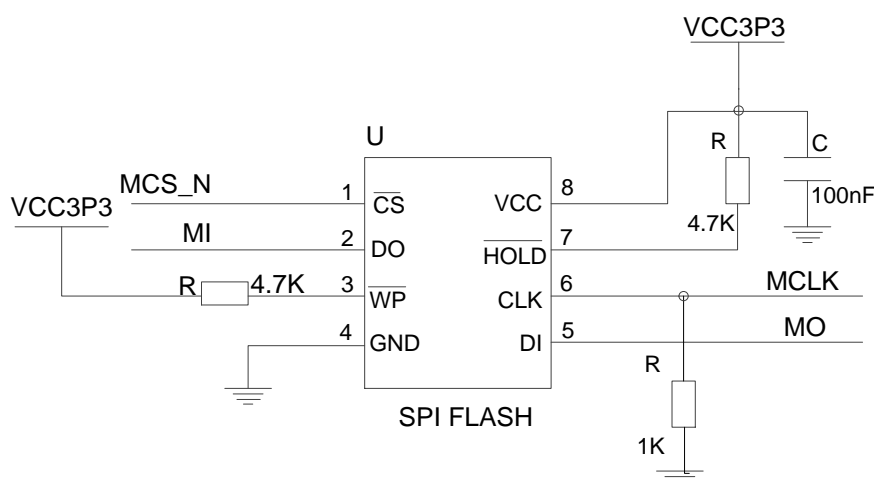 VCC3P3
U
R
C
MCS_N
1
CS
VCC
8
100nF
VCC3P3
4.7K
MI
2
DO
HOLD
7
R
4.7K
3
WP
CLK
6
MCLK
4
GND
DI
5
MO
R
SPI FLASH
1K